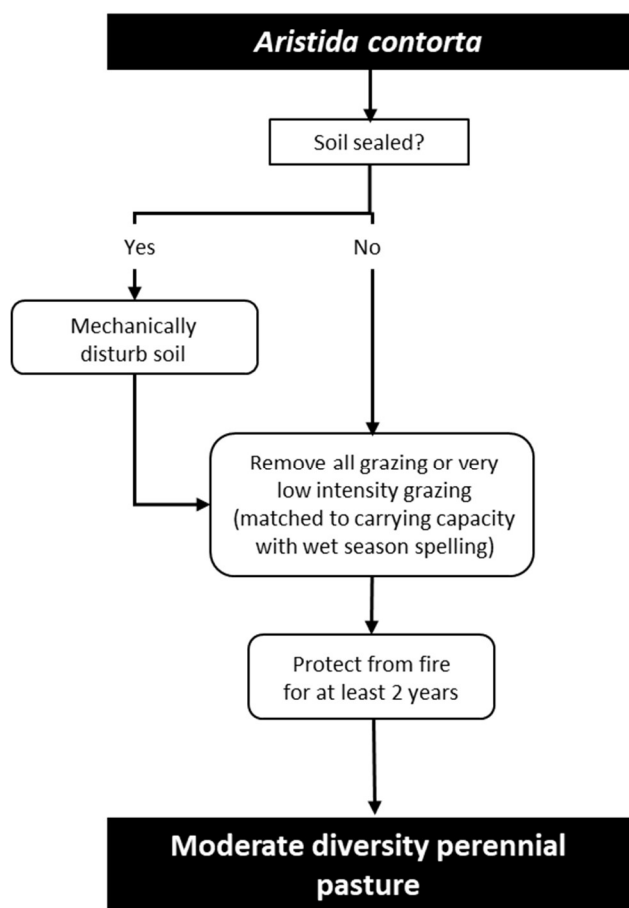 Aristida contorta
Soil sealed?
Yes
No
Mechanically
disturb soil
Remove all grazing or very
low intensity grazing
(matched to carrying capacity
with wet season spelling)
Protect from fire
for at least 2 years
Moderate diversity perennial
pasture